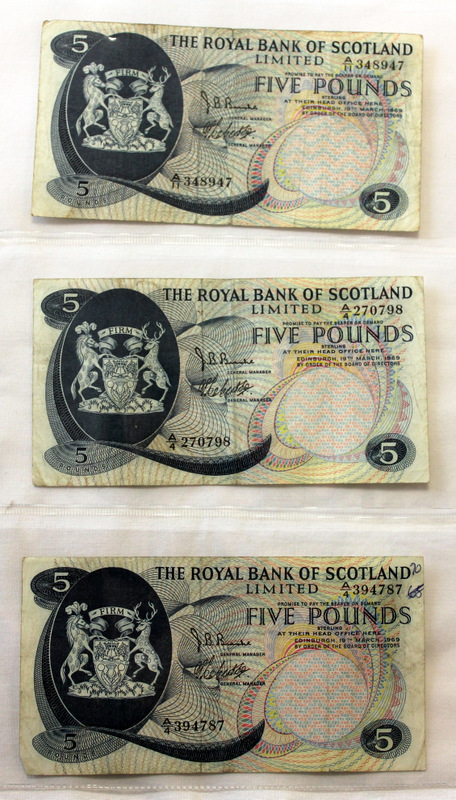 5
THE ROYAL BANK OF SCOTLAND
LIMITED A/11 348947
PROMISE TO PAY THE BEARER ON DEMAND
FIVE POUNDS
STERLING
AT THEIR HEAD OFFICE HERE
EDINBURGH, 19TH MARCH, 1969
BY ORDER OF THE BOARD OF DIRECTORS
FIRM
GENERAL MANAGER
GENERAL MANAGER
A/11 348947
5
POUNDS
5
5
THE ROYAL BANK OF SCOTLAND
LIMITED A/4 270798
PROMISE TO PAY THE BEARER ON DEMAND
FIVE POUNDS
STERLING
AT THEIR HEAD OFFICE HERE
EDINBURGH, 19TH MARCH, 1969
BY ORDER OF THE BOARD OF DIRECTORS
FIRM
GENERAL MANAGER
GENERAL MANAGER
A/4 270798
5
POUNDS
5
5
THE ROYAL BANK OF SCOTLAND
LIMITED A/4 394787
PROMISE TO PAY THE BEARER ON DEMAND
FIVE POUNDS
STERLING
AT THEIR HEAD OFFICE HERE
EDINBURGH, 19TH MARCH, 1969
BY ORDER OF THE BOARD OF DIRECTORS
FIRM
GENERAL MANAGER
GENERAL MANAGER
A/4 394787
5
POUNDS
5